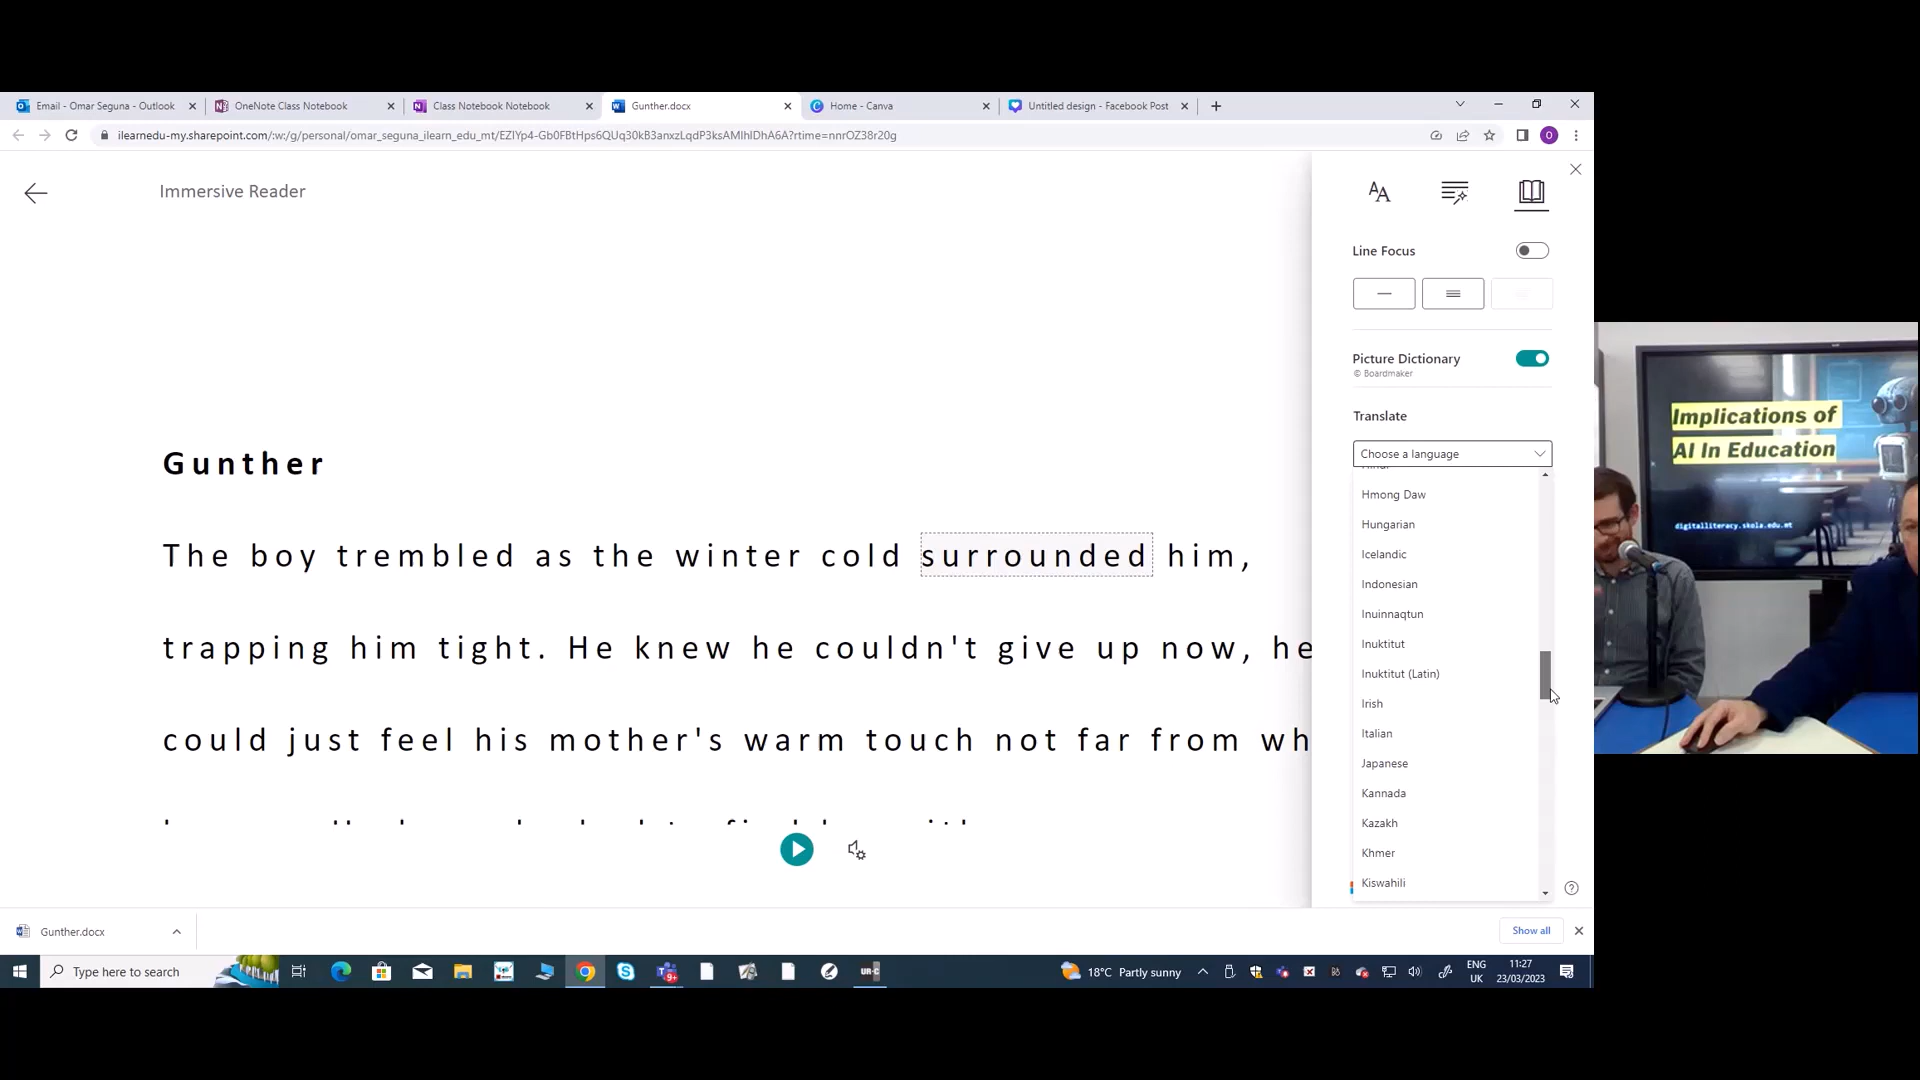 Email - Omar Seguna - Outlook
OneNote Class Notebook
Class Notebook Notebook
Gunther.docx
Home - Canva
Untitled design - Facebook Post
ilearnedu-my.sharepoint.com/:w:/g/personal/omar_seguna_ilearn_edu_mt/EZIYp4-Gb0FBtHps6QUq30kB3anxzLqdP3ksAMIhIDhA6A?rtime=nnrOZ38r20g
Immersive Reader
Line Focus
Picture Dictionary
© Boardmaker
Translate
Choose a language
Hmong Daw
Hungarian
Icelandic
Indonesian
Inuinnaqtun
Inuktitut
Inuktitut (Latin)
Irish
Italian
Japanese
Kannada
Kazakh
Khmer
Kiswahili
Gunther
The boy trembled as the winter cold surrounded him,
trapping him tight. He knew he couldn't give up now, he
could just feel his mother's warm touch not far from wh
Implications of
AI In Education
digitalliteracy.skola.edu.mt
Gunther.docx
Show all
Type here to search
UR-C
18°C Partly sunny
ENG
UK
11:27
23/03/2023